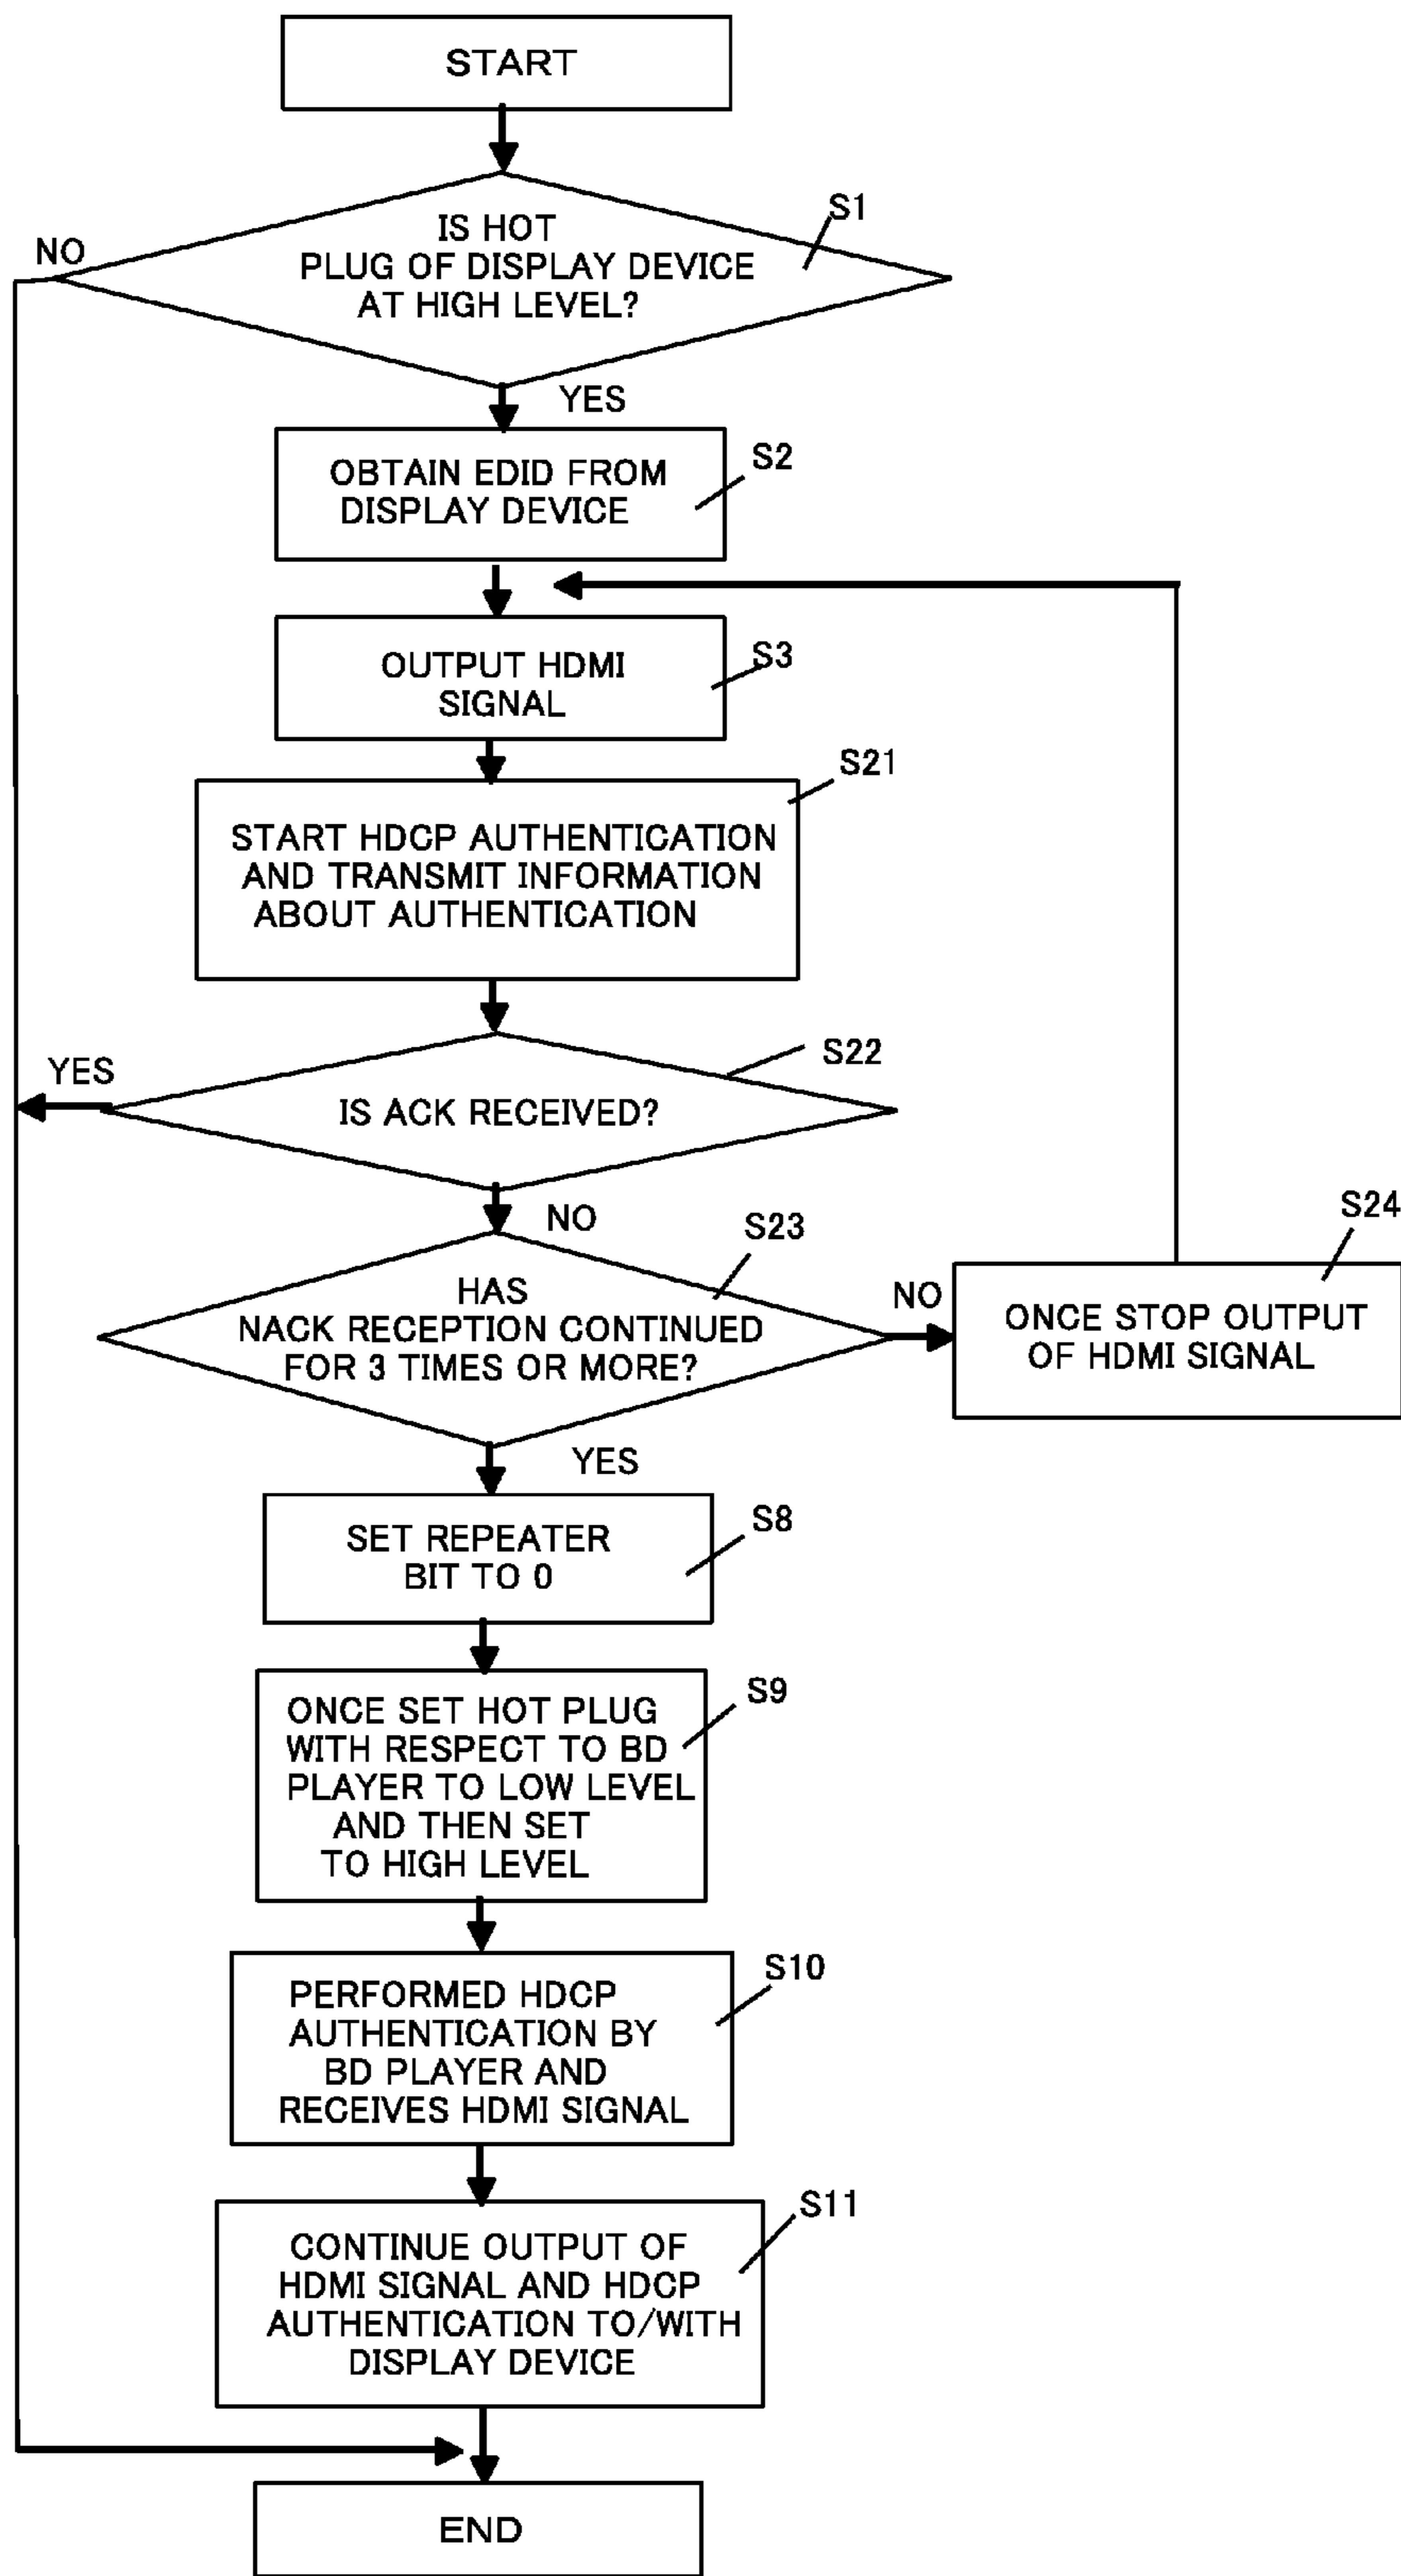 START
S1
NO
IS HOT
PLUG OF DISPLAY DEVICE
AT HIGH LEVEL?
YES
S2
OBTAIN EDID FROM
DISPLAY DEVICE
S3
OUTPUT HDMI
SIGNAL
S21
START HDCP AUTHENTICATION
AND TRANSMIT INFORMATION
ABOUT AUTHENTICATION
S22
YES
IS ACK RECEIVED?
NO
S23
S24
HAS
NACK RECEPTION CONTINUED
FOR 3 TIMES OR MORE?
NO
ONCE STOP OUTPUT
OF HDMI SIGNAL
YES
S8
SET REPEATER
BIT TO 0
S9
ONCE SET HOT PLUG
WITH RESPECT TO BD
PLAYER TO LOW LEVEL
AND THEN SET
TO HIGH LEVEL
S10
PERFORMED HDCP
AUTHENTICATION BY
BD PLAYER AND
RECEIVES HDMI SIGNAL
S11
CONTINUE OUTPUT OF
HDMI SIGNAL AND HDCP
AUTHENTICATION TO/WITH
DISPLAY DEVICE
END